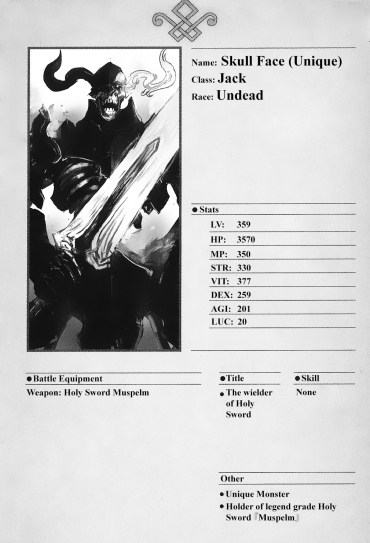 Name: Skull Face (Unique)
Class: Jack
Race: Undead
● Stats
LV: 359
HP: 3570
MP: 350
STR: 330
VIT: 377
DEX: 259
AGI: 201
LUC: 20
● Battle Equipment
Weapon: Holy Sword Muspelm
● Title
● The wielder
of Holy
Sword
● Skill
None
Other
● Unique Monster
● Holder of legend grade Holy
Sword『Muspelm』